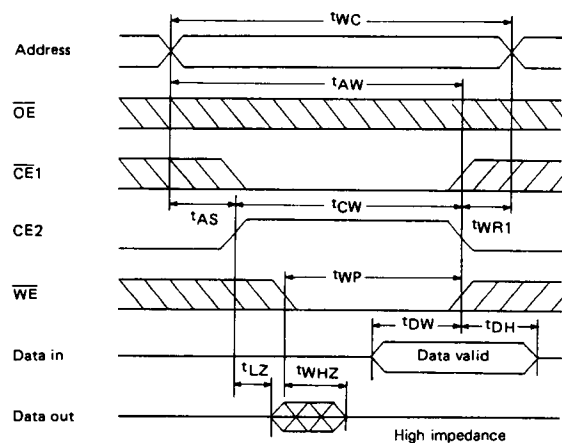 tWC
Address
tAW
OE
CE1
tAS
tCW
tWR1
CE2
tWP
WE
tDW
tDH
Data in
Data valid
tLZ
tWHZ
Data out
High impedance